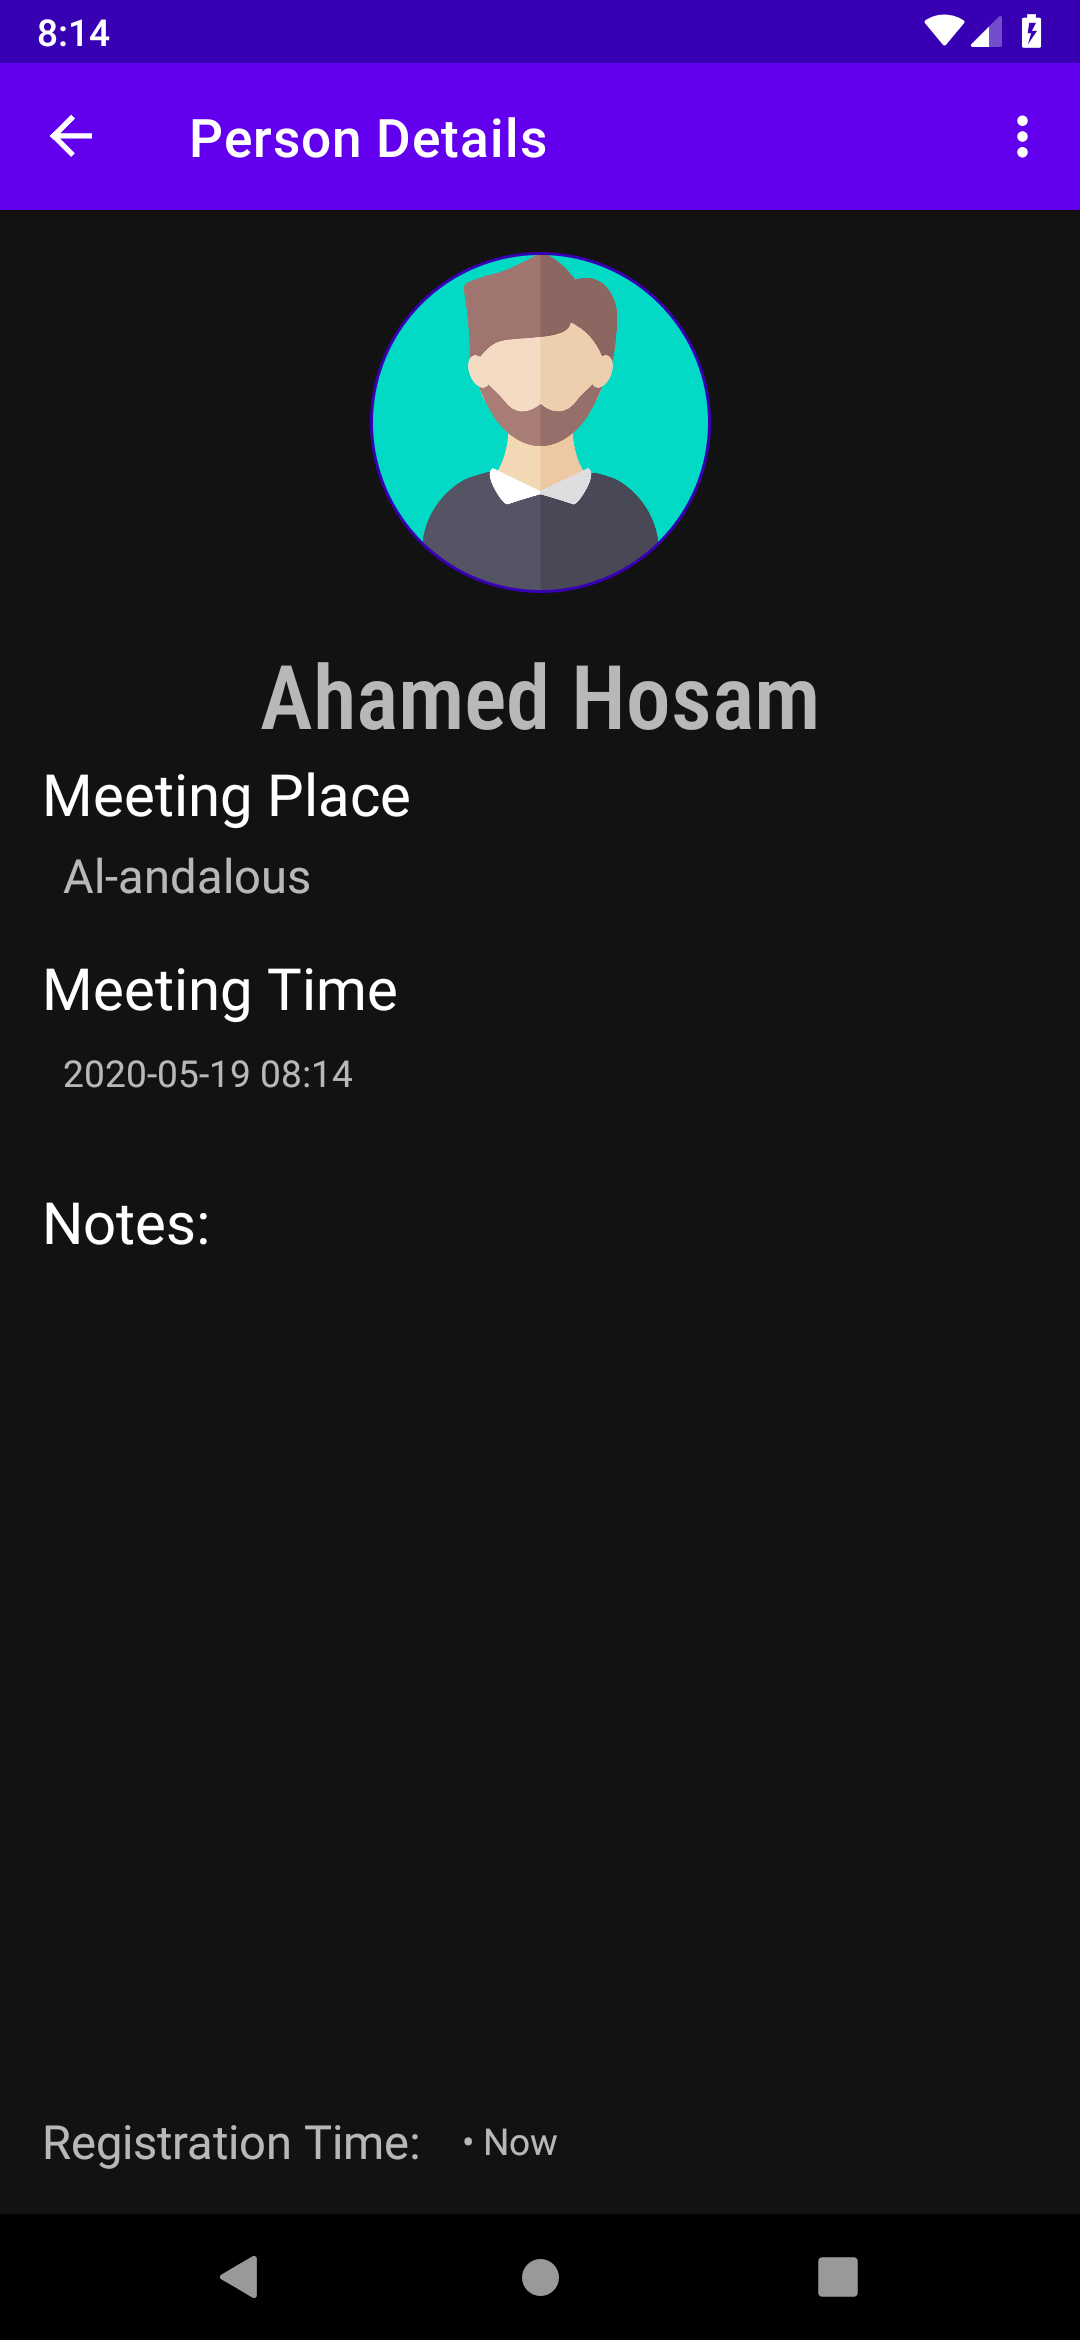 8:14
Person Details
Ahamed Hosam
Meeting Place
Al-andalous
Meeting Time
2020-05-19 08:14
Notes:
Registration Time: • Now